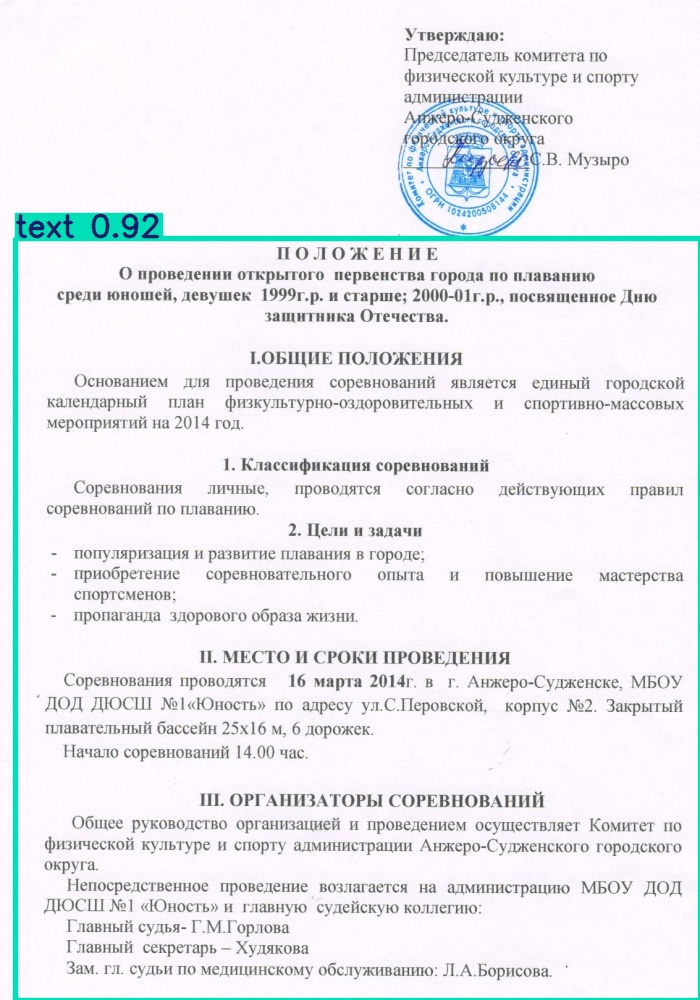 Утверждаю:
Председатель комитета по
физической культуре и спорту
администрации
Анжеро-Судженского
городского округа
С.В. Музыро
ОГРН 1024200508144
text 0.92
П О Л О Ж Е Н И Е
О проведении открытого первенства города по плаванию
среди юношей, девушек 1999г.р. и старше; 2000-01г.р., посвященное Дню
защитника Отечества.
I.ОБЩИЕ ПОЛОЖЕНИЯ
Основанием для проведения соревнований является единый городской
календарный план физкультурно-оздоровительных и спортивно-массовых
мероприятий на 2014 год.
1. Классификация соревнований
Соревнования личные, проводятся согласно действующих правил
соревнований по плаванию.
2. Цели и задачи
- популяризация и развитие плавания в городе;
- приобретение соревновательного опыта и повышение мастерства
спортсменов;
- пропаганда здорового образа жизни.
II. МЕСТО И СРОКИ ПРОВЕДЕНИЯ
Соревнования проводятся 16 марта 2014г. в г. Анжеро-Судженске, МБОУ
ДОД ДЮСШ №1«Юность» по адресу ул.С.Перовской, корпус №2. Закрытый
плавательный бассейн 25х16 м, 6 дорожек.
Начало соревнований 14.00 час.
III. ОРГАНИЗАТОРЫ СОРЕВНОВАНИЙ
Общее руководство организацией и проведением осуществляет Комитет по
физической культуре и спорту администрации Анжеро-Судженского городского
округа.
Непосредственное проведение возлагается на администрацию МБОУ ДОД
ДЮСШ №1 «Юность» и главную судейскую коллегию:
Главный судья- Г.М.Горлова
Главный секретарь – Худякова
Зам. гл. судьи по медицинскому обслуживанию: Л.А.Борисова.